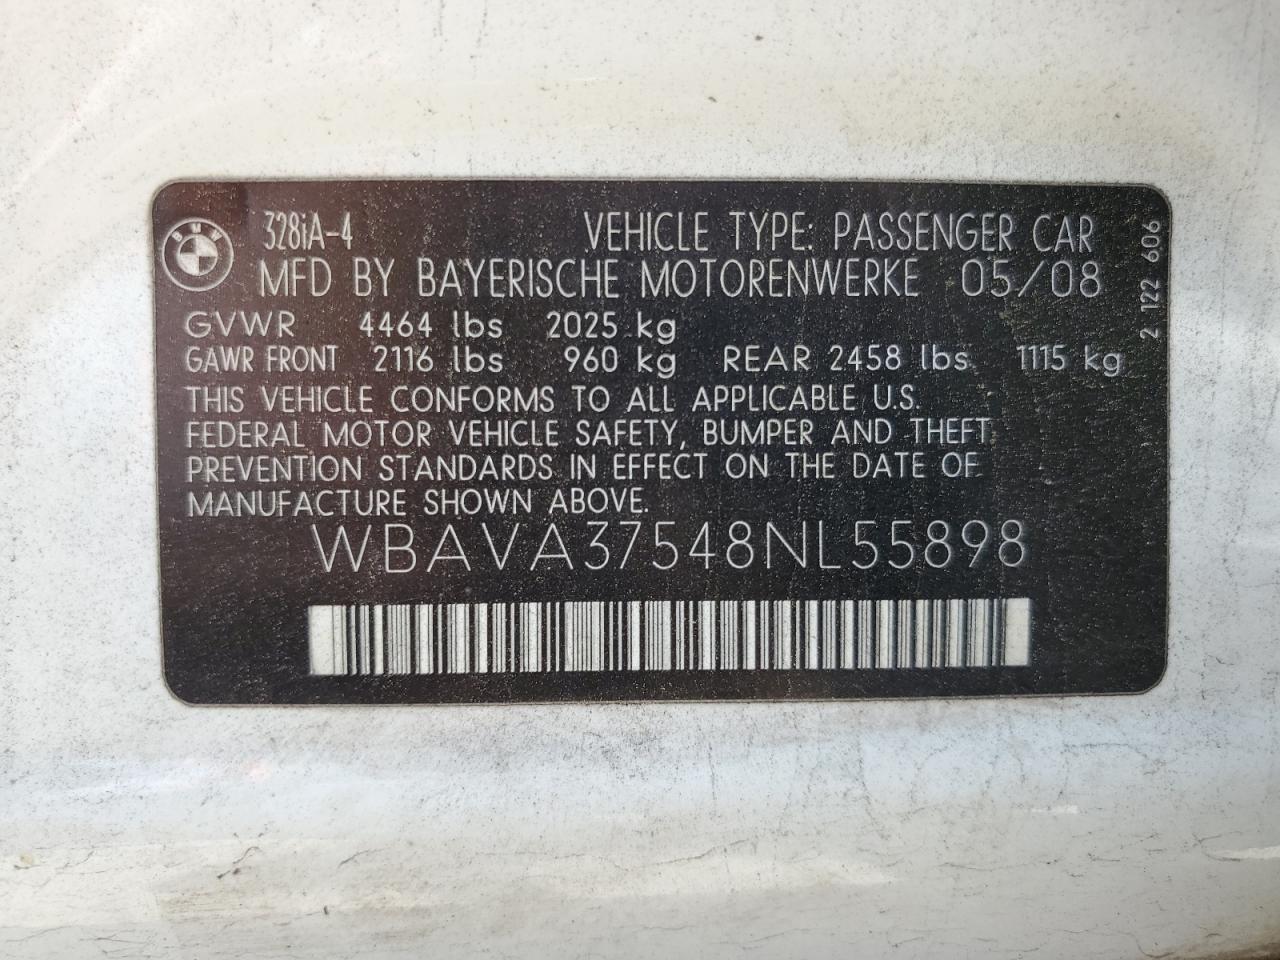 BMW
328iA-4 VEHICLE TYPE: PASSENGER CAR
MFD BY BAYERISCHE MOTORENWERKE 05/08
GVWR 4464 lbs 2025 kg
GAWR FRONT 2116 lbs 960 kg REAR 2458 lbs 1115 kg
THIS VEHICLE CONFORMS TO ALL APPLICABLE U.S.
FEDERAL MOTOR VEHICLE SAFETY, BUMPER AND THEFT
PREVENTION STANDARDS IN EFFECT ON THE DATE OF
MANUFACTURE SHOWN ABOVE.
WBAVA37548NL55898
2 122 606